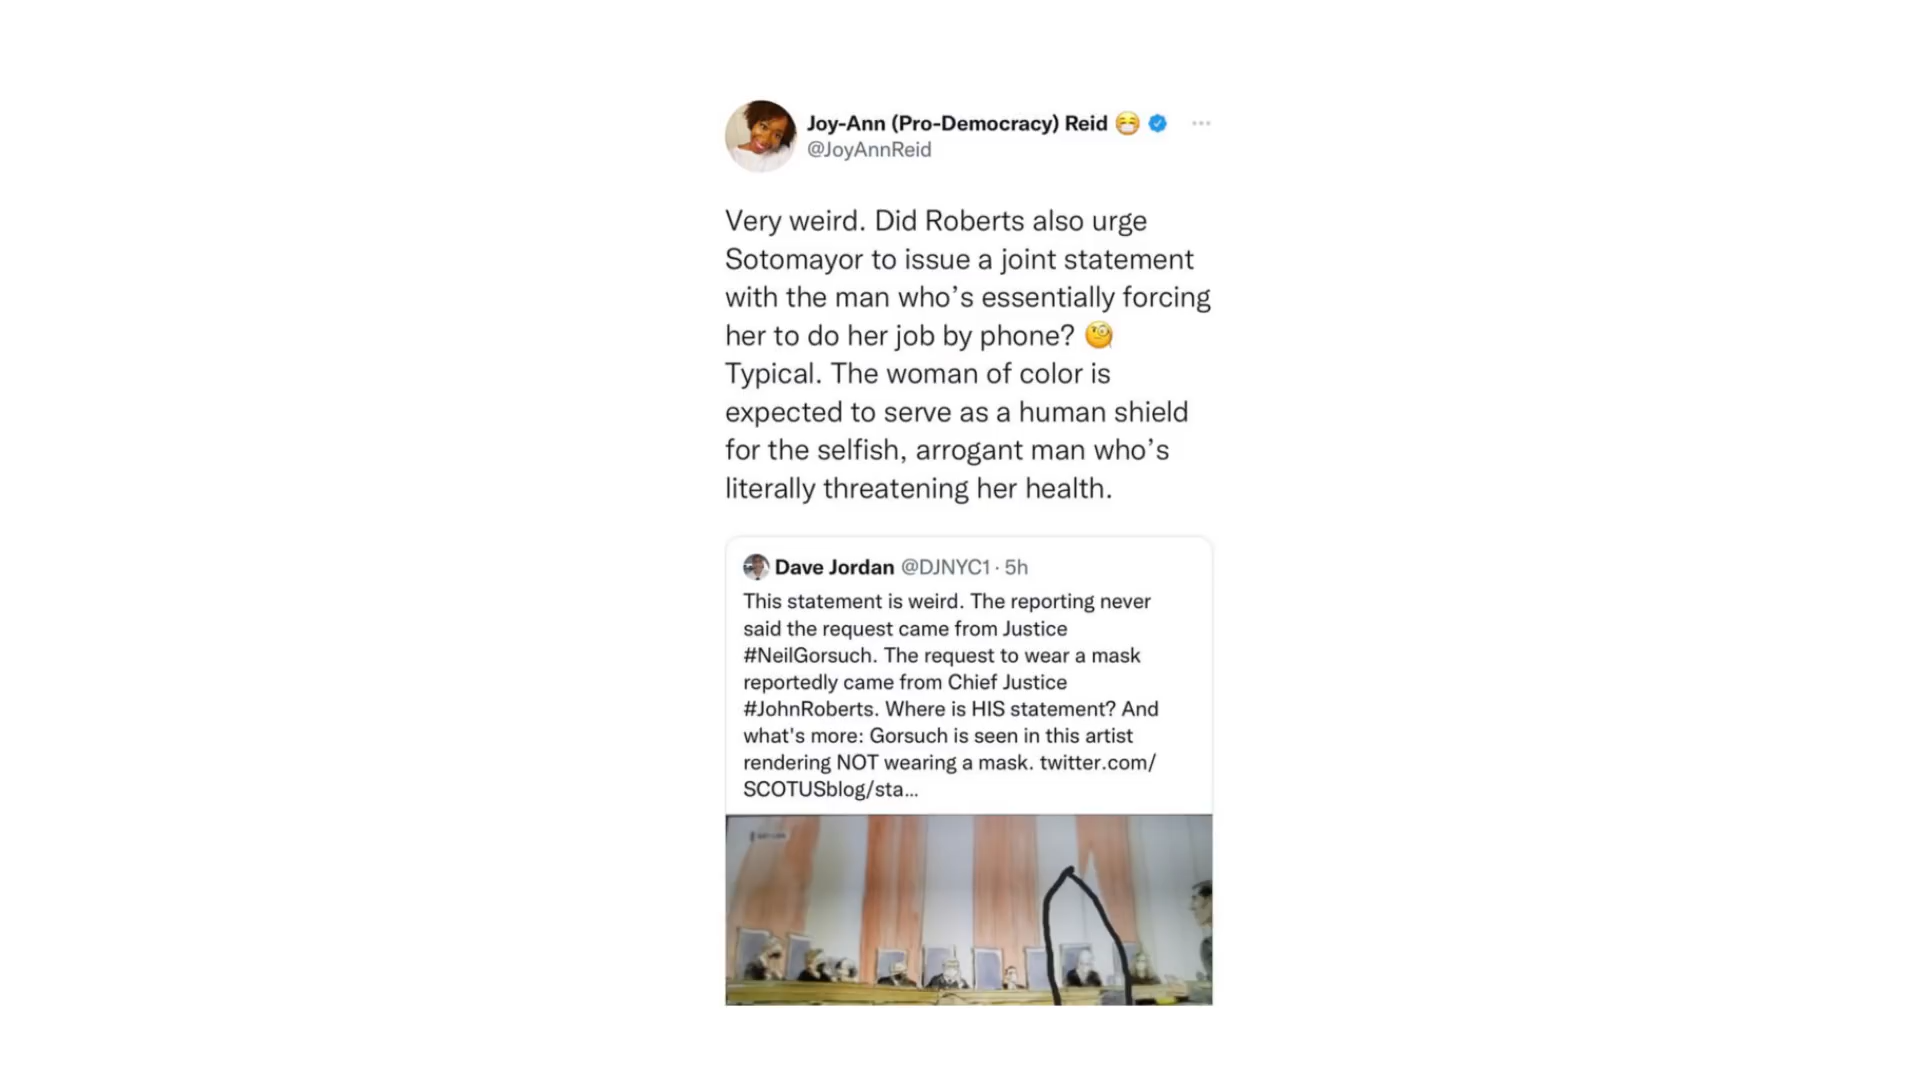 Joy-Ann (Pro-Democracy) Reid 😷
@JoyAnnReid
Very weird. Did Roberts also urge
Sotomayor to issue a joint statement
with the man who’s essentially forcing
her to do her job by phone? 🧐
Typical. The woman of color is
expected to serve as a human shield
for the selfish, arrogant man who’s
literally threatening her health.
Dave Jordan @DJNYC1 · 5h
This statement is weird. The reporting never
said the request came from Justice
#NeilGorsuch. The request to wear a mask
reportedly came from Chief Justice
#JohnRoberts. Where is HIS statement? And
what's more: Gorsuch is seen in this artist
rendering NOT wearing a mask. twitter.com/
SCOTUSblog/sta...